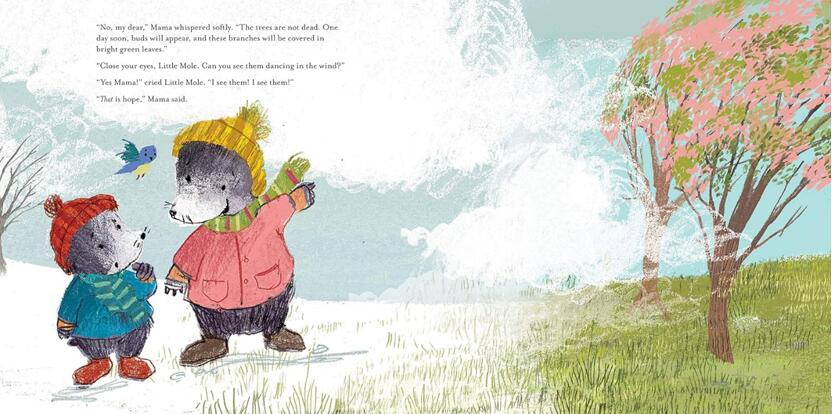 “No, my dear,” Mama whispered softly. “The trees are not dead. One
day soon, buds will appear, and these branches will be covered in
bright green leaves.”
“Close your eyes, Little Mole. Can you see them dancing in the wind?”
“Yes Mama!” cried Little Mole. “I see them! I see them!”
“That is hope,” Mama said.